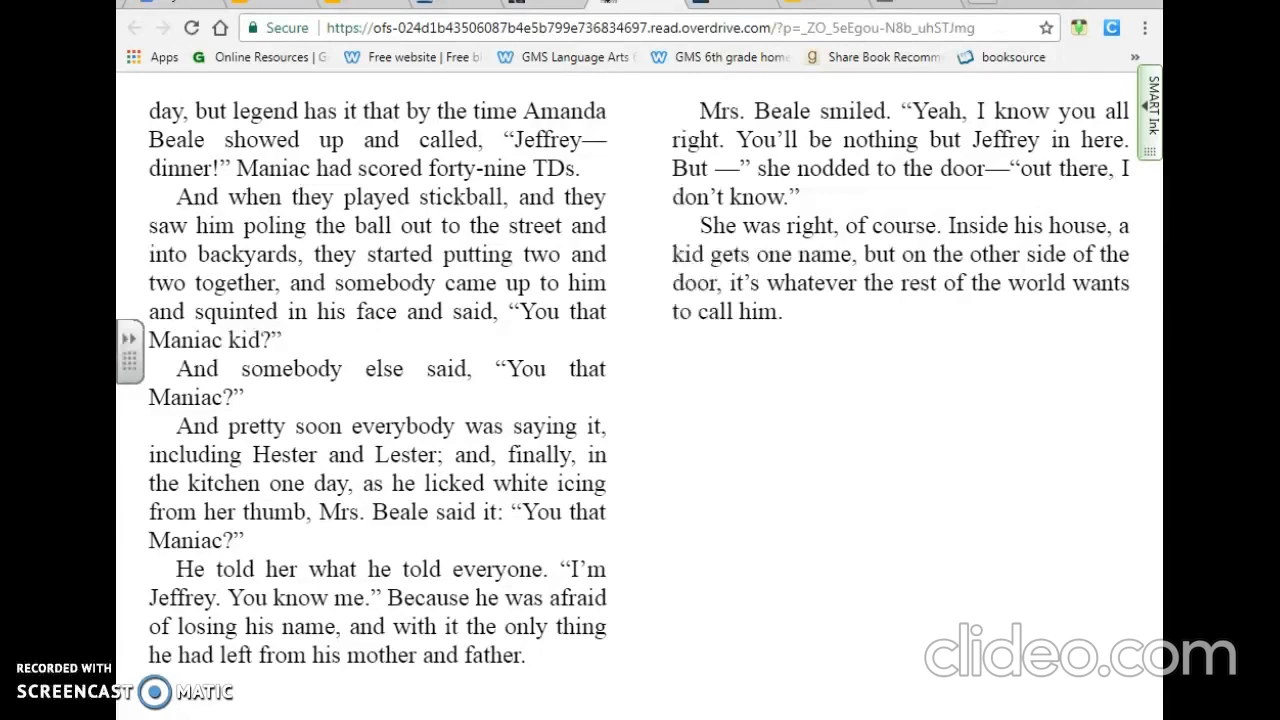 Secure
https://ofs-024d1b43506087b4e5b799e736834697.read.overdrive.com/?p=_ZO_5eEgou-N8b_uhSTJmg
Apps
Online Resources | G
Free website | Free b
GMS Language Arts
GMS 6th grade home
Share Book Recomm
booksource
»
SMART Ink
day, but legend has it that by the time Amanda
Beale showed up and called, “Jeffrey—
dinner!” Maniac had scored forty-nine TDs.
And when they played stickball, and they
saw him poling the ball out to the street and
into backyards, they started putting two and
two together, and somebody came up to him
and squinted in his face and said, “You that
Maniac kid?”
And somebody else said, “You that
Maniac?”
And pretty soon everybody was saying it,
including Hester and Lester; and, finally, in
the kitchen one day, as he licked white icing
from her thumb, Mrs. Beale said it: “You that
Maniac?”
He told her what he told everyone. “I’m
Jeffrey. You know me.” Because he was afraid
of losing his name, and with it the only thing
he had left from his mother and father.
Mrs. Beale smiled. “Yeah, I know you all
right. You’ll be nothing but Jeffrey in here.
But —” she nodded to the door—“out there, I
don’t know.”
She was right, of course. Inside his house, a
kid gets one name, but on the other side of the
door, it’s whatever the rest of the world wants
to call him.
RECORDED WITH
SCREENCAST MATIC
clideo.com